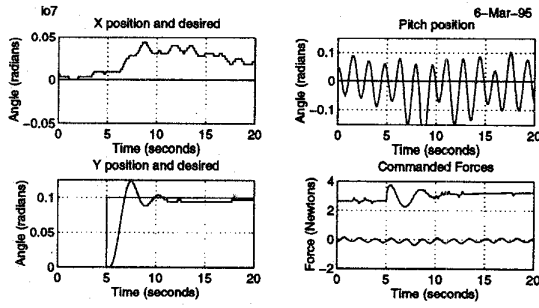 io7
6-Mar-95
X position and desired
Angle (radians)
0.05
0
-0.05
0 5 10 15 20
Time (seconds)
Pitch position
Angle (radians)
0.1
0
-0.1
0 5 10 15 20
Time (seconds)
Y position and desired
Angle (radians)
0.1
0
0 5 10 15 20
Time (seconds)
Commanded Forces
Force (Newtons)
4
2
0
-2
0 5 10 15 20
Time (seconds)